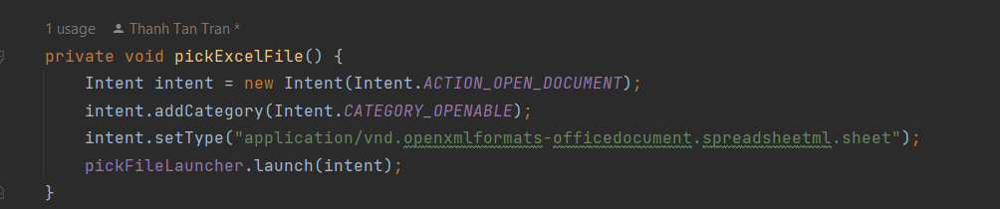 1 usage Thanh Tan Tran *
private void pickExcelFile() {
Intent intent = new Intent(Intent.ACTION_OPEN_DOCUMENT);
intent.addCategory(Intent.CATEGORY_OPENABLE);
intent.setType("application/vnd.openxmlformats-officedocument.spreadsheetml.sheet");
pickFileLauncher.launch(intent);
}